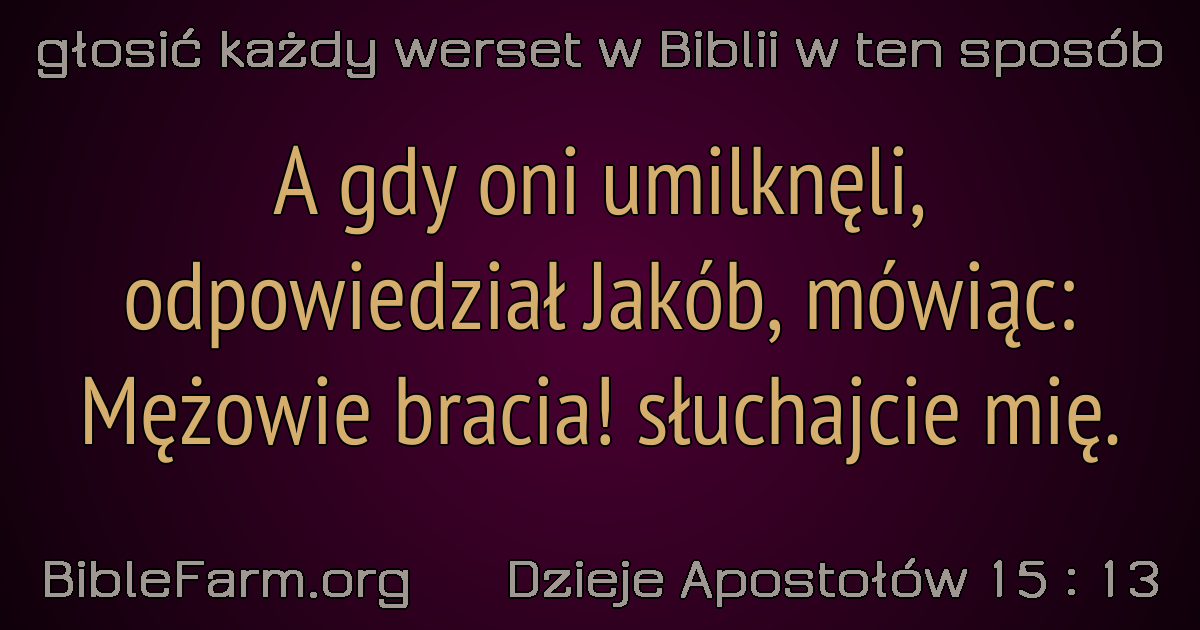 głosić każdy werset w Biblii w ten sposób
A gdy oni umilknęli,
odpowiedział Jakób, mówiąc:
Mężowie bracia! słuchajcie mię.
BibleFarm.org Dzieje Apostołów 15 : 13